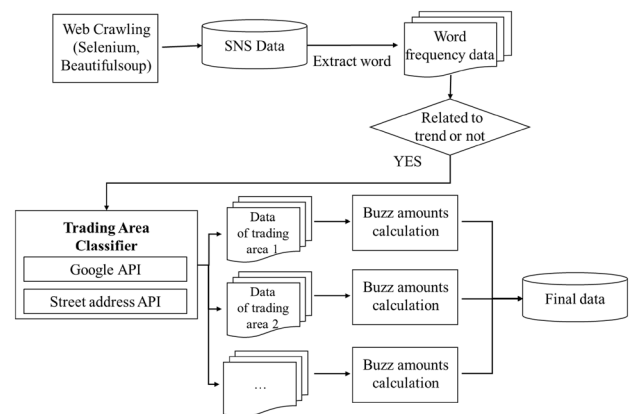 Web Crawling
(Selenium,
Beautifulsoup)
SNS Data
Extract word
Word
frequency data
Related to
trend or not
YES
Trading Area
Classifier
Google API
Street address API
Data
of trading
area 1
Buzz amounts
calculation
Data
of trading
area 2
Buzz amounts
calculation
...
Buzz amounts
calculation
Final data